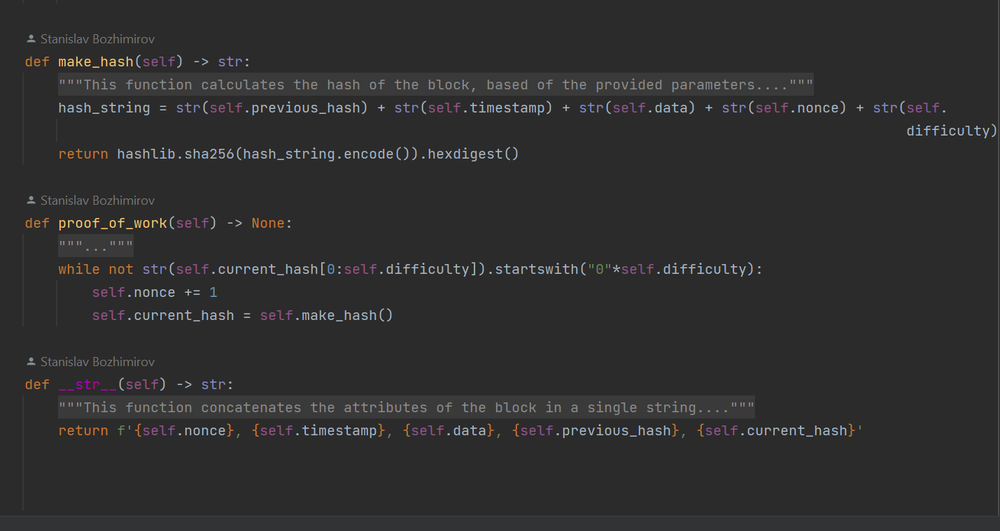 Stanislav Bozhimirov
def make_hash(self) -> str:
"""This function calculates the hash of the block, based of the provided parameters...."""
hash_string = str(self.previous_hash) + str(self.timestamp) + str(self.data) + str(self.nonce) + str(self.
difficulty)
return hashlib.sha256(hash_string.encode()).hexdigest()
Stanislav Bozhimirov
def proof_of_work(self) -> None:
"""..."""
while not str(self.current_hash[0:self.difficulty]).startswith("0"*self.difficulty):
self.nonce += 1
self.current_hash = self.make_hash()
Stanislav Bozhimirov
def __str__(self) -> str:
"""This function concatenates the attributes of the block in a single string...."""
return f'{self.nonce}, {self.timestamp}, {self.data}, {self.previous_hash}, {self.current_hash}'